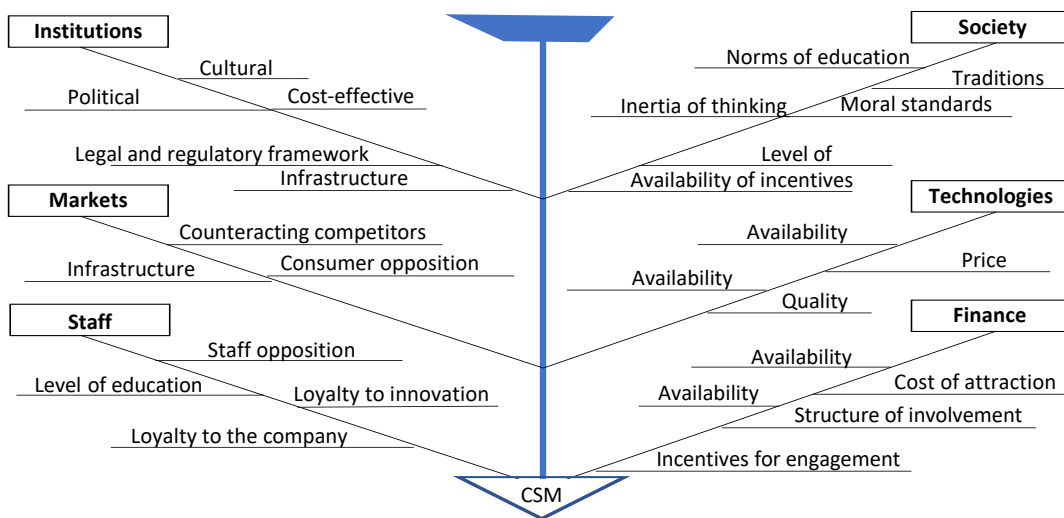 Institutions
Cultural
Political
Cost-effective
Legal and regulatory framework
Infrastructure
Society
Norms of education
Traditions
Inertia of thinking
Moral standards
Level of
Availability of incentives
Markets
Counteracting competitors
Infrastructure
Consumer opposition
Technologies
Availability
Price
Availability
Quality
Staff
Staff opposition
Level of education
Loyalty to innovation
Loyalty to the company
Finance
Availability
Cost of attraction
Availability
Structure of involvement
Incentives for engagement
CSM